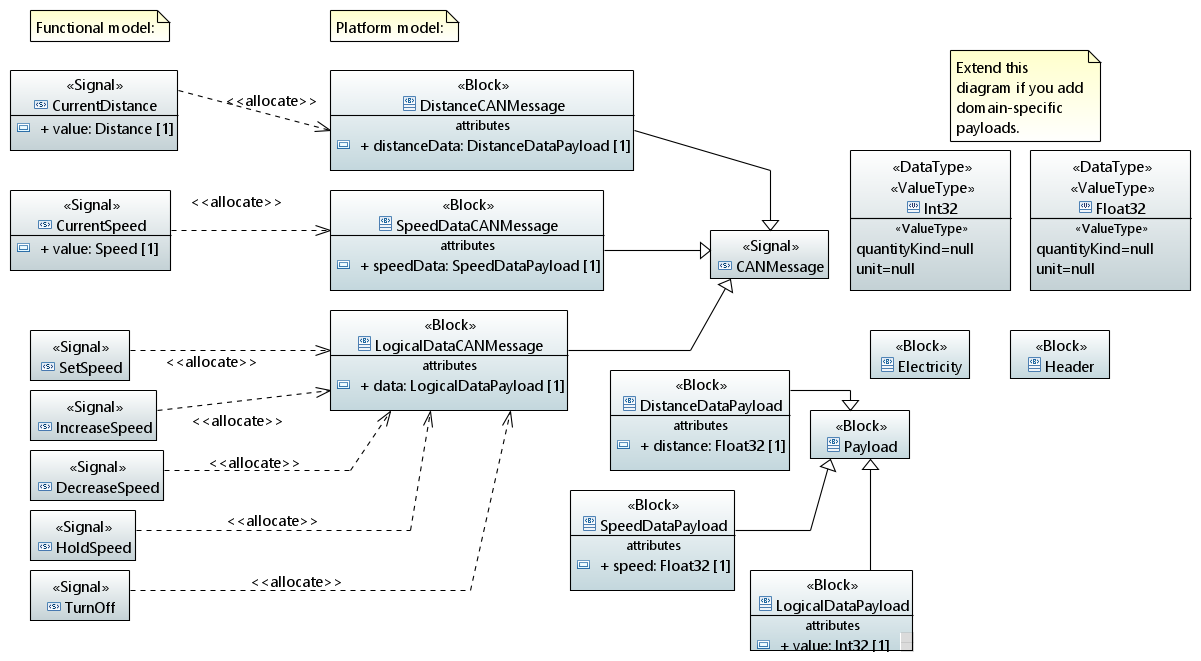 Functional model:
Platform model:
«Signal»
CurrentDistance
+ value: Distance [1]
<<allocate>>
«Block»
DistanceCANMessage
attributes
+ distanceData: DistanceDataPayload [1]
Extend this
diagram if you add
domain-specific
payloads.
«Signal»
CurrentSpeed
+ value: Speed [1]
<<allocate>>
«Block»
SpeedDataCANMessage
attributes
+ speedData: SpeedDataPayload [1]
«Signal»
CANMessage
«DataType»
«ValueType»
Int32
«ValueType»
quantityKind=null
unit=null
«DataType»
«ValueType»
Float32
«ValueType»
quantityKind=null
unit=null
«Signal»
SetSpeed
<<allocate>>
«Block»
LogicalDataCANMessage
attributes
+ data: LogicalDataPayload [1]
«Block»
Electricity
«Block»
Header
«Signal»
IncreaseSpeed
<<allocate>>
«Block»
DistanceDataPayload
attributes
+ distance: Float32 [1]
«Block»
Payload
«Signal»
DecreaseSpeed
<<allocate>>
«Signal»
HoldSpeed
<<allocate>>
«Block»
SpeedDataPayload
attributes
+ speed: Float32 [1]
«Signal»
TurnOff
<<allocate>>
«Block»
LogicalDataPayload
attributes
+ value: Int32 [1]